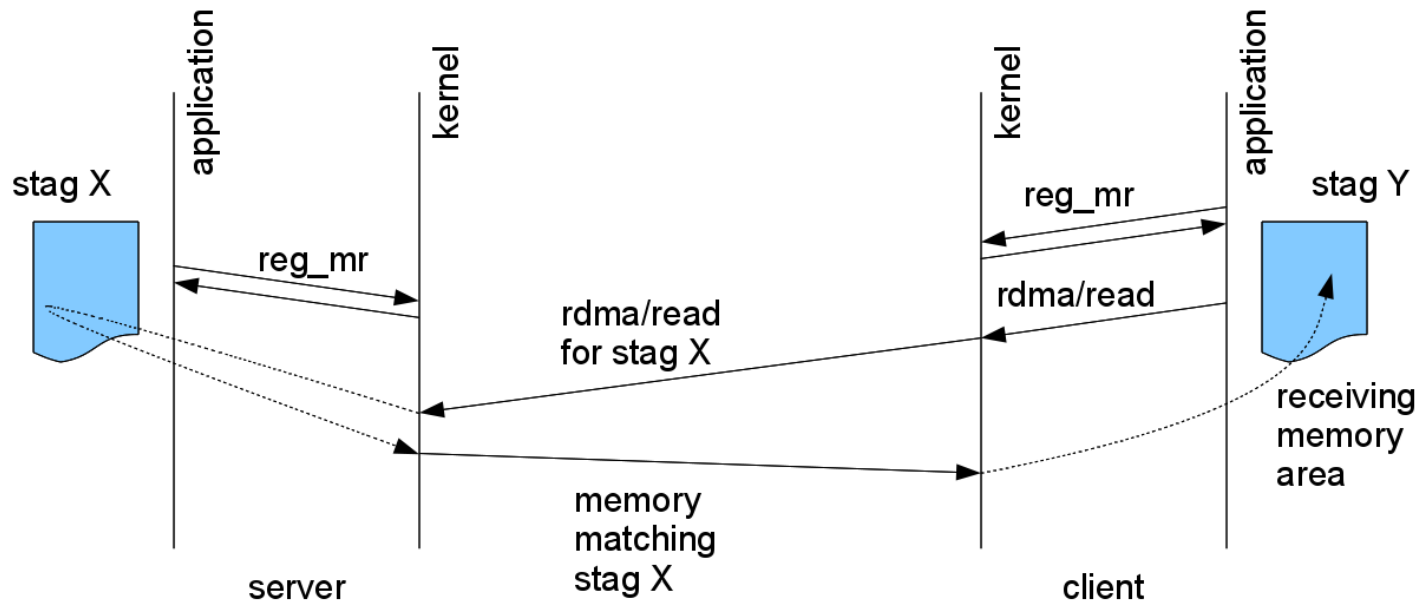 application
kernel
kernel
application
stag X
stag Y
reg_mr
reg_mr
rdma/read
rdma/read
for stag X
receiving
memory
area
memory
matching
stag X
server
client